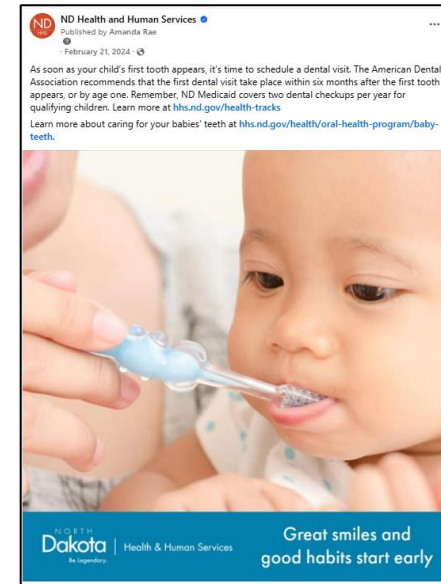 ND Health and Human Services
ND
HHS
Published by Amanda Rae
· February 21, 2024 ·
As soon as your child's first tooth appears, it's time to schedule a dental visit. The American Dental
Association recommends that the first dental visit take place within six months after the first tooth
appears, or by age one. Remember, ND Medicaid covers two dental checkups per year for
qualifying children. Learn more at hhs.nd.gov/health-tracks
Learn more about caring for your babies' teeth at hhs.nd.gov/health/oral-health-program/baby-
teeth.
NORTH
Dakota | Health & Human Services
Be Legendary.
Great smiles and
good habits start early